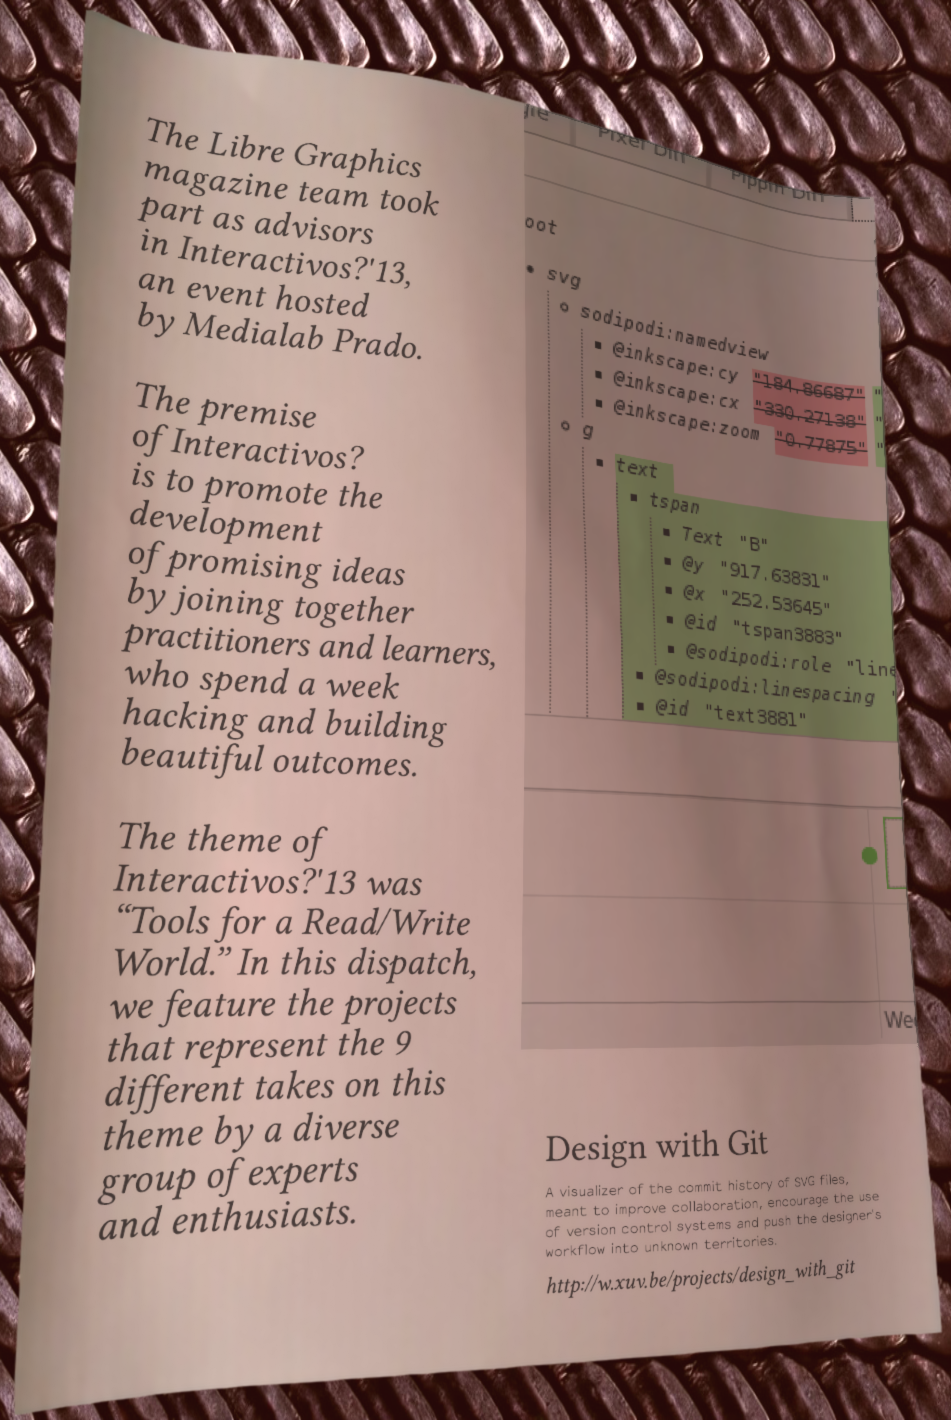 The Libre Graphics
magazine team took
part as advisors
in Interactivos?'13,
an event hosted
by Medialab Prado.
The premise
of Interactivos?
is to promote the
development
of promising ideas
by joining together
practitioners and learners,
who spend a week
hacking and building
beautiful outcomes.
The theme of
Interactivos?'13 was
“Tools for a Read/Write
World.” In this dispatch,
we feature the projects
that represent the 9
different takes on this
theme by a diverse
group of experts
and enthusiasts.
Pixel Diff
Pippin Diff
oot
• svg
sodipodi:namedview
@inkscape:cy "184.86687" "
@inkscape:cx "330.27138" "
@inkscape:zoom "0.77875" "
g
text
tspan
Text "B"
@y "917.63831"
@x "252.53645"
@id "tspan3883"
@sodipodi:role "line
@sodipodi:linespacing "
@id "text3881"
We
Design with Git
A visualizer of the commit history of SVG files,
meant to improve collaboration, encourage the use
of version control systems and push the designer's
workflow into unknown territories.
http://w.xuv.be/projects/design_with_git